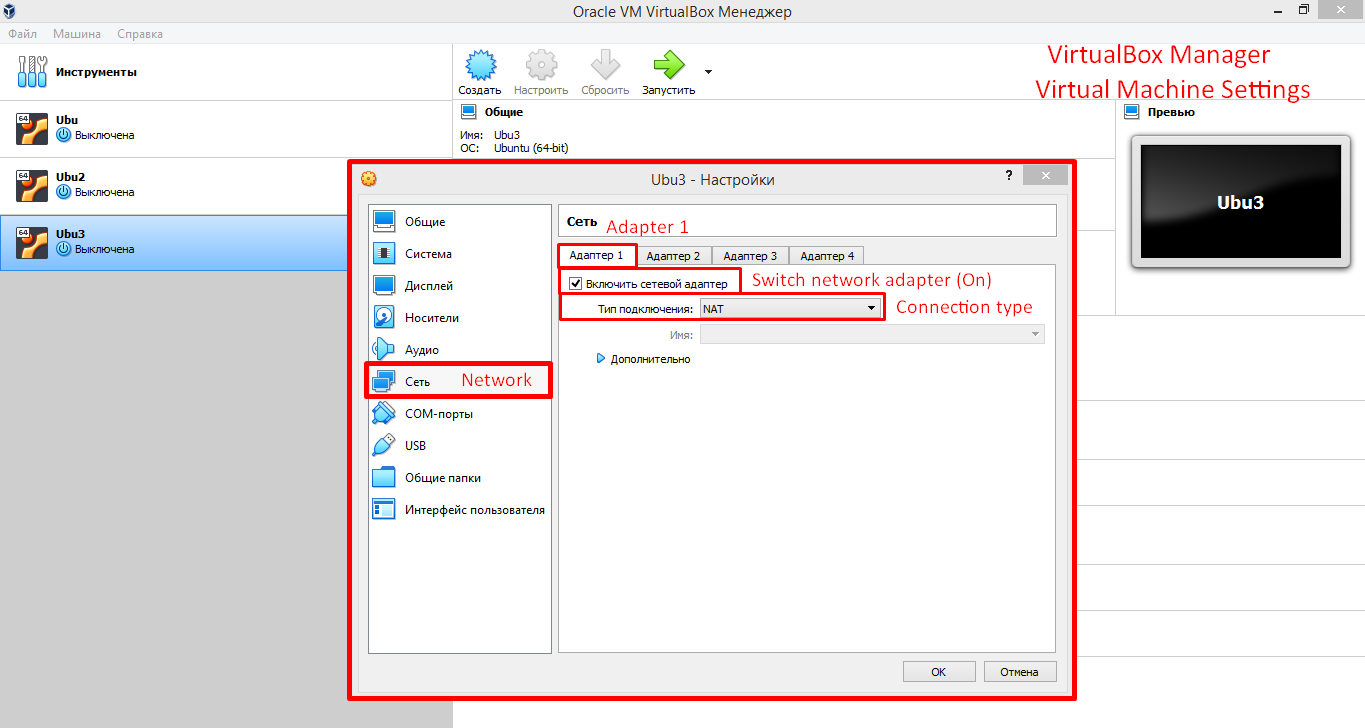 Oracle VM VirtualBox Менеджер
Файл Машина Справка
VirtualBox Manager
Virtual Machine Settings
Инструменты
Создать Настроить Сбросить Запустить
64 Ubu
Выключена
64 Ubu2
Выключена
64 Ubu3
Выключена
Общие
Имя: Ubu3
ОС: Ubuntu (64-bit)
Превью
Ubu3
Ubu3 - Настройки ?
Общие
Система
Дисплей
Носители
Аудио
Сеть Network
COM-порты
USB
Общие папки
Интерфейс пользователя
Сеть Adapter 1
Адаптер 1 Адаптер 2 Адаптер 3 Адаптер 4
Включить сетевой адаптер Switch network adapter (On)
Тип подключения: NAT Connection type
Имя:
Дополнительно
OK Отмена